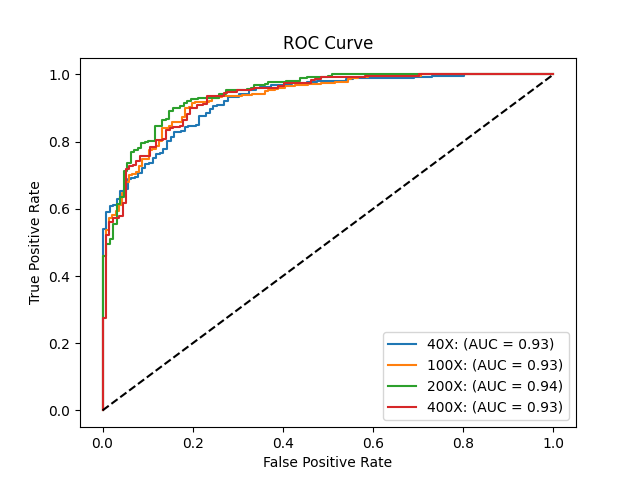 ROC Curve
True Positive Rate
1.0
0.8
0.6
0.4
0.2
0.0
0.0 0.2 0.4 0.6 0.8 1.0
False Positive Rate
40X: (AUC = 0.93)
100X: (AUC = 0.93)
200X: (AUC = 0.94)
400X: (AUC = 0.93)